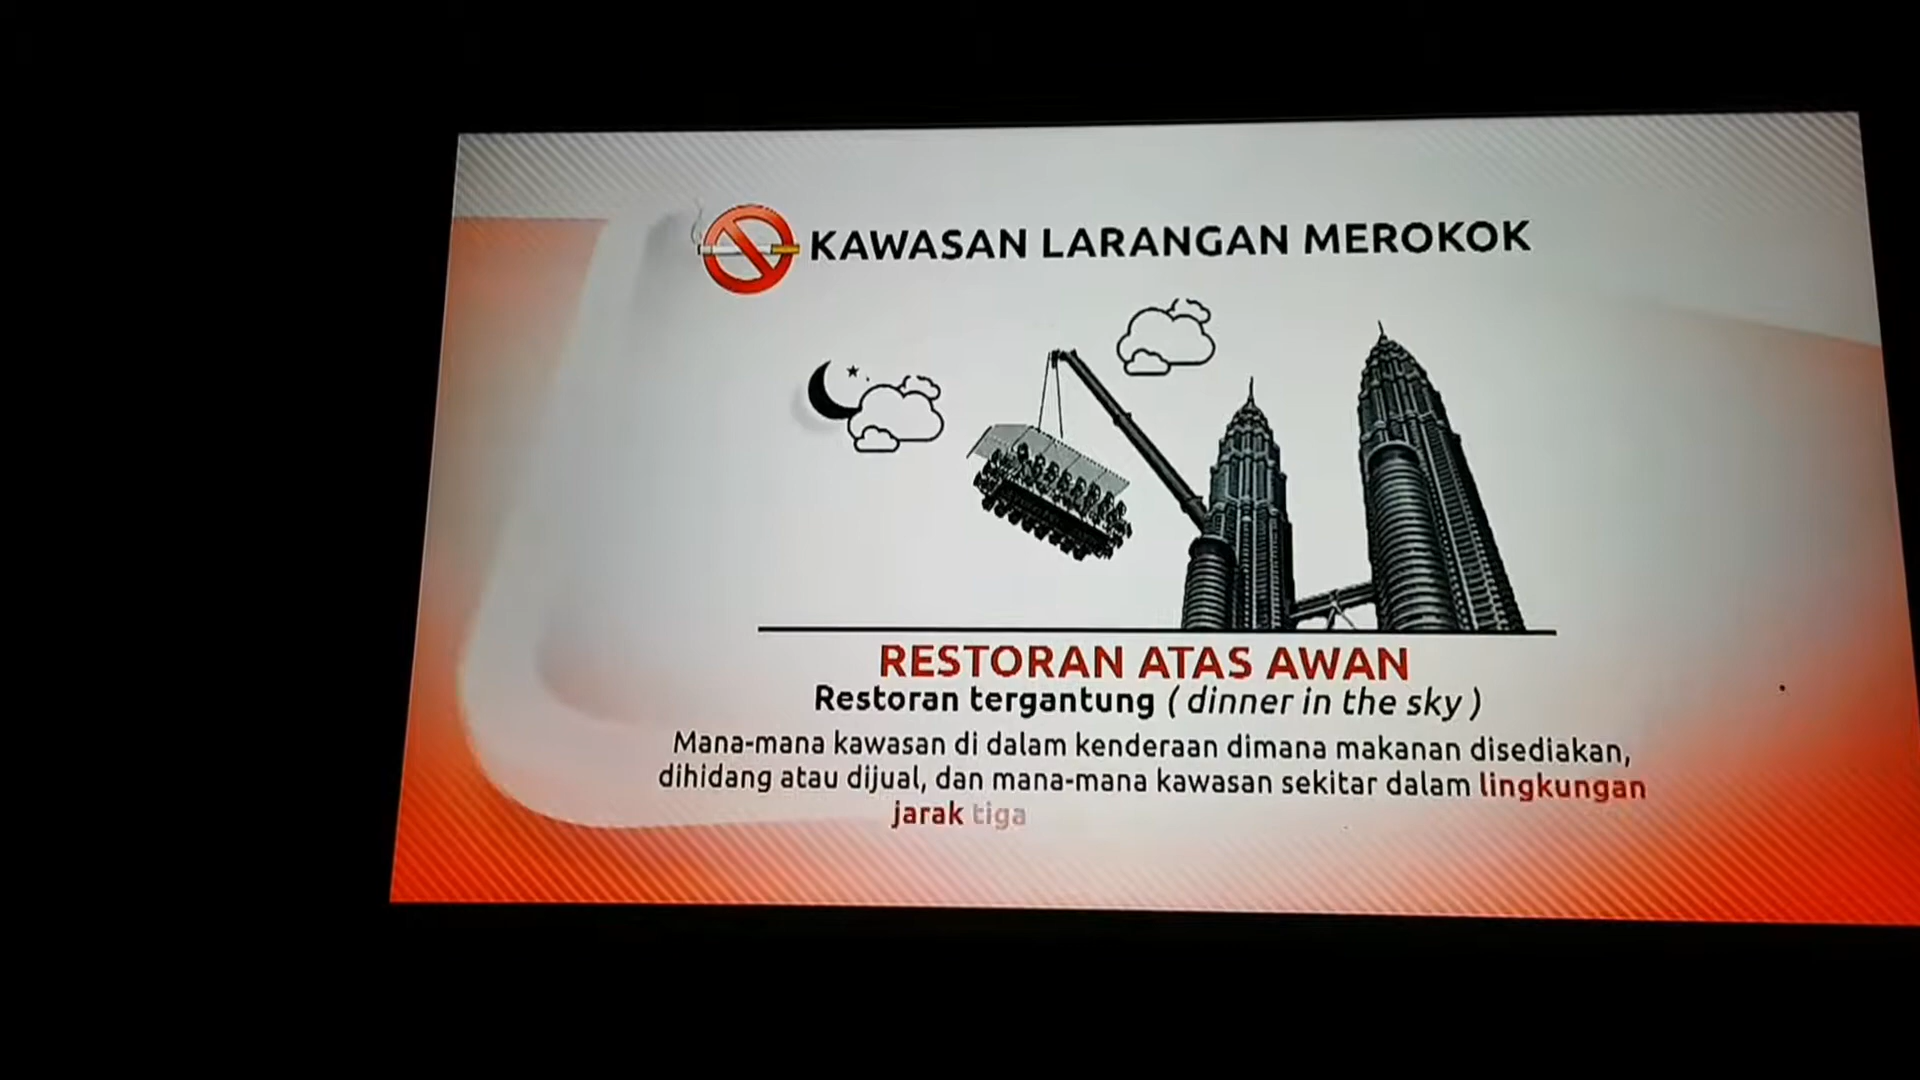 KAWASAN LARANGAN MEROKOK
RESTORAN ATAS AWAN
Restoran tergantung ( dinner in the sky )
Mana-mana kawasan di dalam kenderaan dimana makanan disediakan,
dihidang atau dijual, dan mana-mana kawasan sekitar dalam lingkungan
jarak tiga